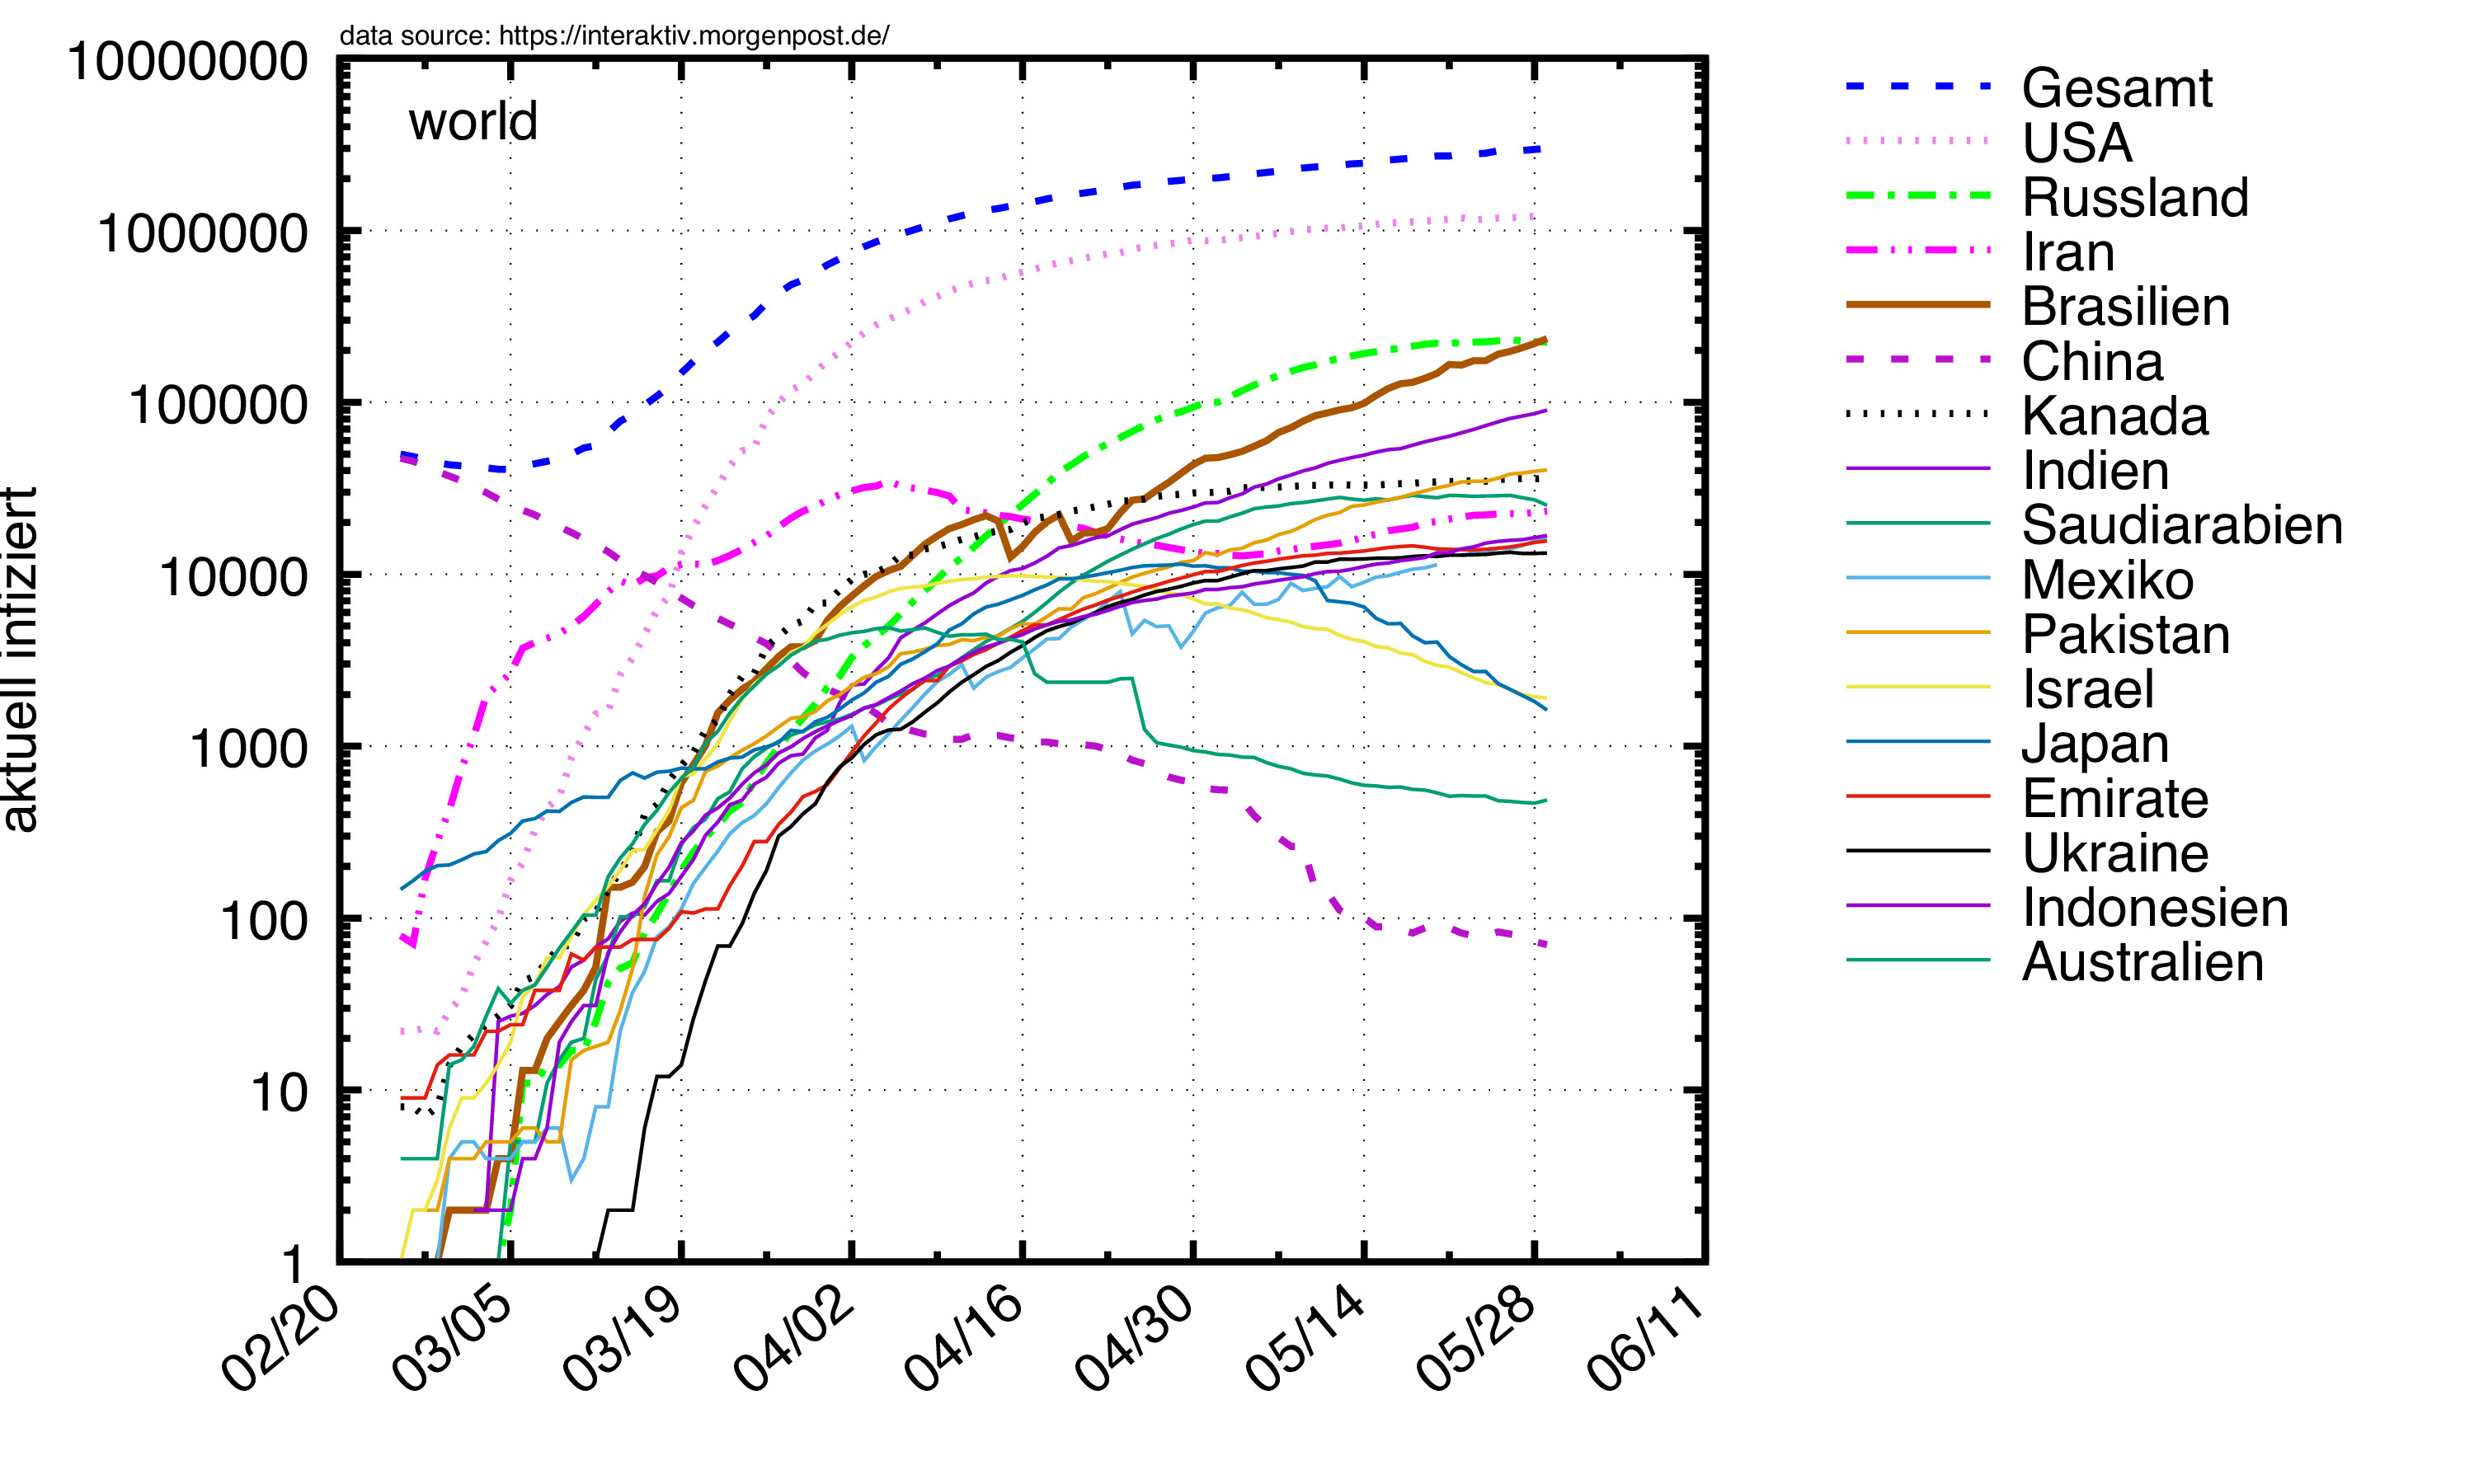 data source: https://interaktiv.morgenpost.de/
world
aktuell infiziert
10000000
1000000
100000
10000
1000
100
10
1
02/20
03/05
03/19
04/02
04/16
04/30
05/14
05/28
06/11
Gesamt
USA
Russland
Iran
Brasilien
China
Kanada
Indien
Saudiarabien
Mexiko
Pakistan
Israel
Japan
Emirate
Ukraine
Indonesien
Australien